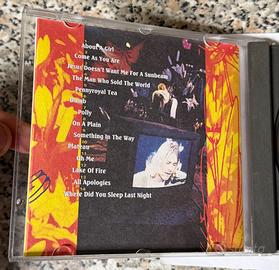 About A Girl
Come As You Are
Jesus Doesn't Want Me For A Sunbeam
The Man Who Sold The World
Pennyroyal Tea
Dumb
Polly
On A Plain
Something In The Way
Plateau
Oh Me
Lake Of Fire
All Apologies
Where Did You Sleep Last Night
subito